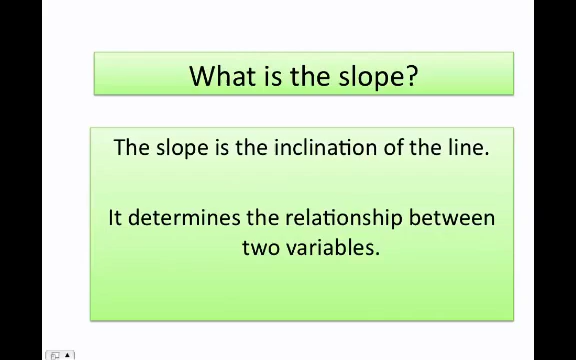 What is the slope?
The slope is the inclination of the line.
It determines the relationship between
two variables.